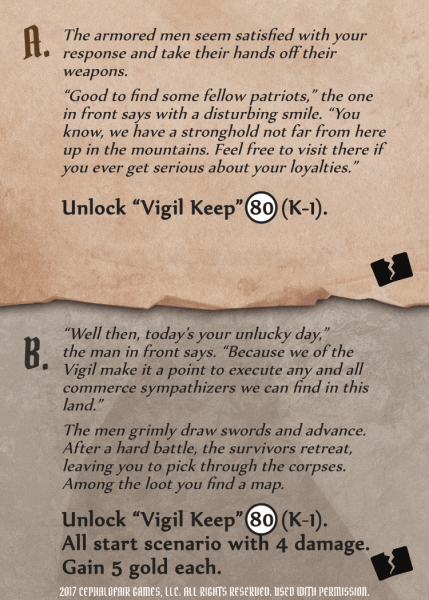 A.
The armored men seem satisfied with your
response and take their hands off their
weapons.
“Good to find some fellow patriots,” the one
in front says with a disturbing smile. “You
know, we have a stronghold not far from here
up in the mountains. Feel free to visit there if
you ever get serious about your loyalties.”
Unlock “Vigil Keep” 80 (K-1).
B.
“Well then, today’s your unlucky day,”
the man in front says. “Because we of the
Vigil make it a point to execute any and all
commerce sympathizers we can find in this
land.”
The men grimly draw swords and advance.
After a hard battle, the survivors retreat,
leaving you to pick through the corpses.
Among the loot you find a map.
Unlock “Vigil Keep” 80 (K-1).
All start scenario with 4 damage.
Gain 5 gold each.
2017 CEPHALOFAIR GAMES, LLC. ALL RIGHTS RESERVED. USED WITH PERMISSION.